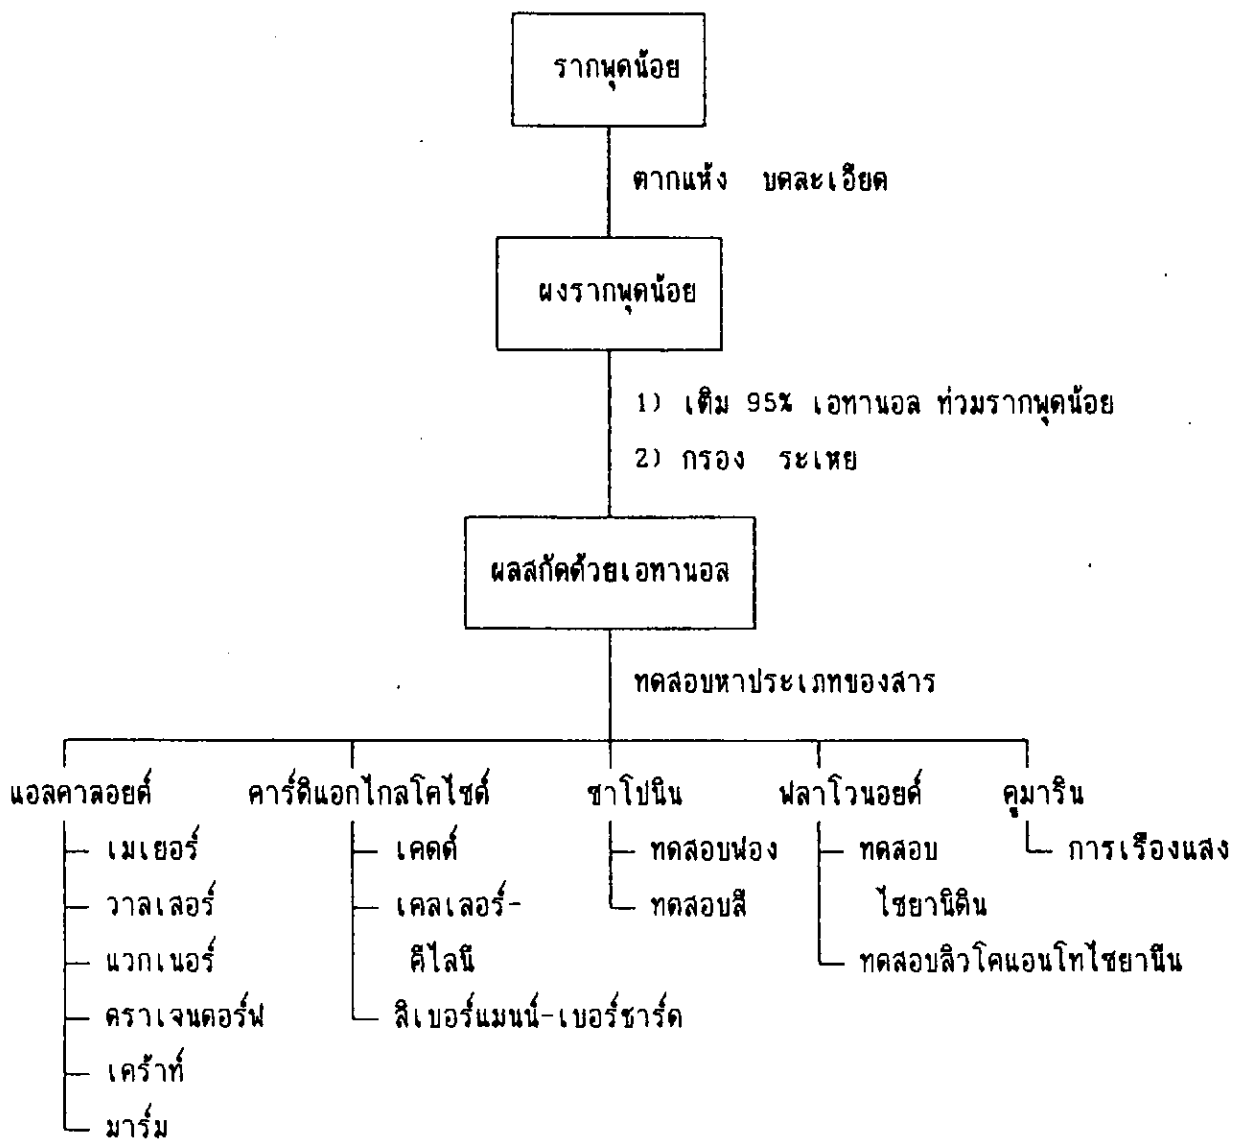 รากพุดน้อย
ตากแห้ง บดละเอียด
ผงรากพุดน้อย
1) เติม 95% เอทานอล ท่วมรากพุดน้อย
2) กรอง ระเหย
ผลสกัดด้วยเอทานอล
ทดสอบหาประเภทของสาร
แอลคาลอยด์
เมเยอร์
วาลเสอร์
แวกเนอร์
ดราเจนดอร์ฟ
เคร้าท์
มาร์ม
คาร์ดิแอกไกลโคไซด์
เคดด์
เคลเลอร์-
คิไลนี
ลิเบอร์แมนน์-เบอร์ชาร์ด
ซาโปนิน
ทดสอบฟอง
ทดสอบสี
ฟลาโวนอยด์
ทดสอบ
ไซยานิดิน
ทดสอบลิวโคแอนโทไซยานีน
คูมาริน
การเรืองแสง